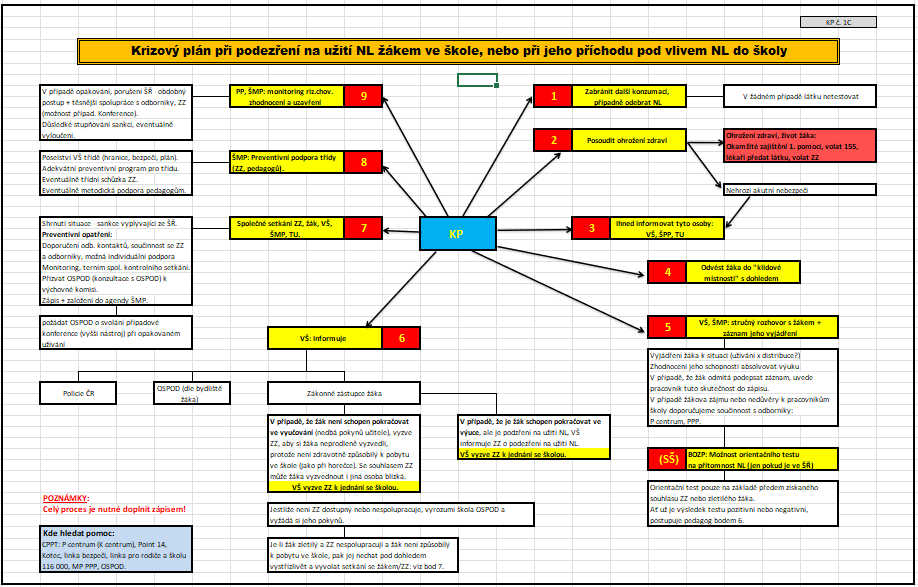 KP č. 1C
Krizový plán při podezření na užití NL žákem ve škole, nebo při jeho příchodu pod vlivem NL do školy
V případě opakování, porušení ŠŘ - obdobný
postup + těsnější spolupráce s odborníky, ZZ
(možnost případ. Konference).
Důsledké stupňování sankcí, eventuálně
vyloučení.
PP, ŠMP: monitoring riz.chov.
zhodnocení a uzavření
9
1
Zabránit další konzumaci,
případně odebrat NL
V žádném případě látku netestovat
2
Posoudit ohrožení zdraví
Ohrožení zdraví, život žáka:
Okamžité zajištění 1. pomoci, volat 155,
lékaři předat látku, volat ZZ
Nehrozí akutní nebezpečí
Poselství VŠ třídě (hranice, bezpečí, plán).
Adekvátní preventivní program pro třídu.
Eventuálně třídní schůzka ZZ.
Eventuálně metodická podpora pedagogům.
ŠMP: Preventivní podpora třídy
(ZZ, pedagogů).
8
Shrnutí situace - sankce vyplývající ze ŠŘ.
Preventivní opatření:
Doporučení odb. kontaktů, součinnost se ZZ
a odborníky, možná individuální podpora
Monitoring, termín spol. kontrolního setkání.
Přizvat OSPOD (konzultace s OSPOD) k
výchovné komisi.
Zápis + založení do agendy ŠMP.
Společné setkání ZZ, žák, VŠ,
ŠMP, TU.
7
KP
3
Ihned informovat tyto osoby:
VŠ, ŠPP, TU
4
Odvést žáka do "klidové
místnosti" s dohledem
požádat OSPOD o svolání případové
konference (vyšší nástroj) při opakovaném
užívání
VŠ: Informuje
6
5
VŠ, ŠMP: stručný rozhovor s žákem +
záznam jeho vyjádření
Vyjádření žáka k situaci (užívání x distribuce?)
Zhodnocení jeho schopnosti absolvovat výuku
V případě, že žák odmítá podepsat záznam, uvede
pracovník tuto skutečnost do zápisu.
V případě žákova zájmu nebo nedůvěry k pracovníkům
školy doporučujeme součinnost s odborníky:
P centrum, PPP.
Policie ČR
OSPOD (dle bydliště
žáka)
Zákonné zástupce žáka
V případě, že žák není schopen pokračovat
ve vyučování (nedbá pokynů učitele), vyzve
ZZ, aby si žáka neprodleně vyzvedli,
protože není zdravotně způsobilý k pobytu
ve škole (jako při horečce). Se souhlasem ZZ
může žáka vyzvednout i jiná osoba blízká.
VŠ vyzve ZZ k jednání se školou.
V případě, že je žák schopen pokračovat ve
výuce, ale je podzření na užití NL, VŠ
informuje ZZ o podezření na užití NL.
VŠ vyzve ZZ k jednání se školou.
(SŠ)
BOZP: Možnost orientačního testu
na přítomnost NL (jen pokud je ve ŠŘ)
Orientační test pouze na základě předem získaného
souhlasu ZZ nebo zletilého žáka.
Ať už je výsledek testu pozitivní nebo negativní,
postupuje pedagog bodem 6.
POZNÁMKY:
Celý proces je nutné doplnit zápisem!
Jestliže není ZZ dostupný nebo nespolupracuje, vyrozumí škola OSPOD a
vyžádá si jeho pokynů.
Kde hledat pomoc:
CPPT: P centrum (K centrum), Point 14,
Kotec, linka bezpečí, linka pro rodiče a školu
116 000, MP PPP, OSPOD.
Je li žák zletilý a ZZ nespolupracují a žák není způsobilý
k pobytu ve škole, pak jej nechat pod dohledem
vystřízlivět a vyvolat setkání se žákem/ZZ: viz bod 7.